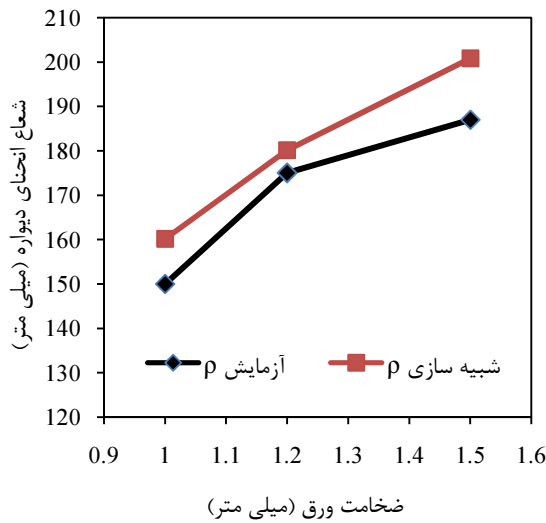 210
200
190
180
170
160
150
140
130
120
شعاع انحنای دیواره (میلی متر)
ρ آزمایش
ρ شبیه سازی
0.9 1 1.1 1.2 1.3 1.4 1.5 1.6
ضخامت ورق (میلی متر)